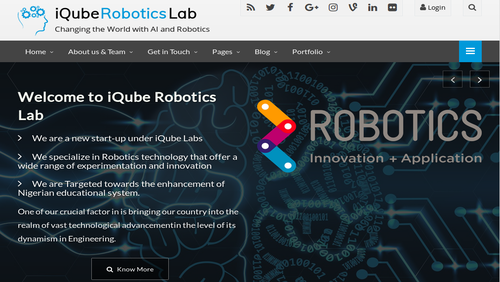 iQubeRobotics Lab
Changing the World with AI and Robotics
Login
Home
About us & Team
Get in Touch
Pages
Blog
Portfolio
Welcome to iQube Robotics
Lab
We are a new start-up under iQube Labs
We specialize in Robotics technology that offer a
wide range of experimentation and innovation
We are Targeted towards the enhancement of
Nigerian educational system.
One of our crucial factor in is bringing our country into the
realm of vast technological advancement in the level of its
dynamism in Engineering.
Know More
ROBOTICS
Innovation + Application